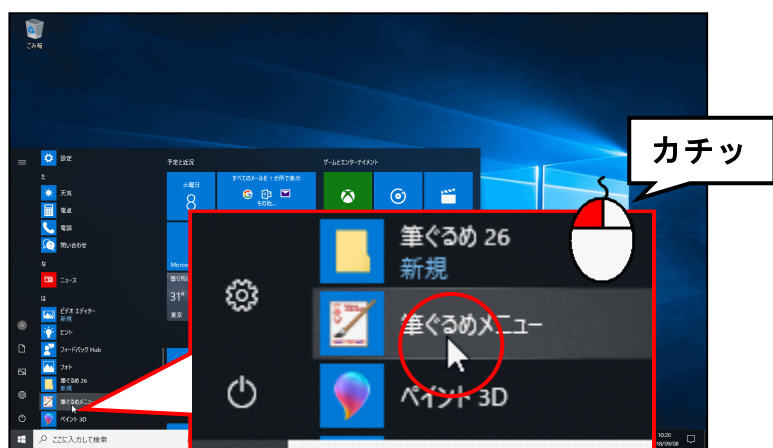 ごみ箱
カチッ
設定
予定と近況
ゲームとエンターテイメント
た
天気
土曜日
8
すべてのメールを 1 か所で表示
その他...
電卓
電話
問い合わせ
な
ニュース
は
31°
東京
ビデオ エディター
新規
ヒント
フィードバック Hub
フォト
筆ぐるめ 26
新規
筆ぐるめメニュー
ペイント 3D
筆ぐるめ 26
新規
筆ぐるめメニュー
ペイント 3D
ここに入力して検索
10:20